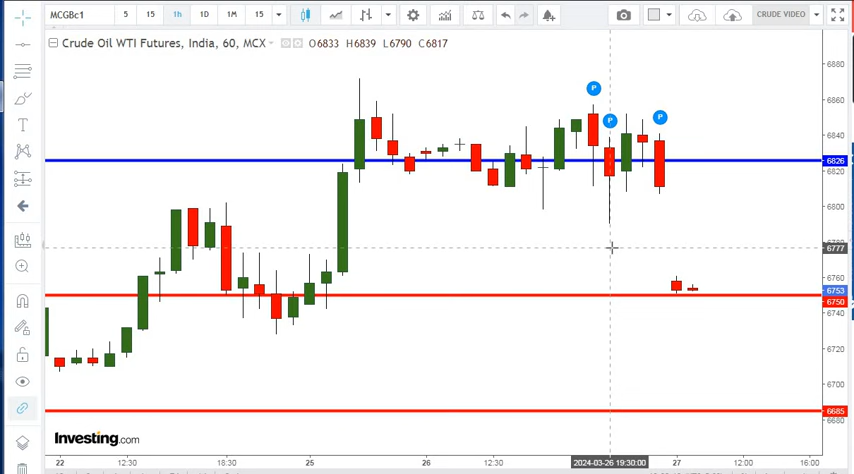 MCGBc1 5 15 1h 1D 1M 15 CRUDE VIDEO
Crude Oil WTI Futures, India, 60, MCX O6833 H6839 L6790 C6817
6880
6860
6840
6826
6820
6800
6777
6760
6753
6750
6740
6720
6700
6685
6680
P
P
P
Investing.com
22 12:30 18:30 25 26 12:30 2024-03-26 19:30:00 27 12:00 16:00